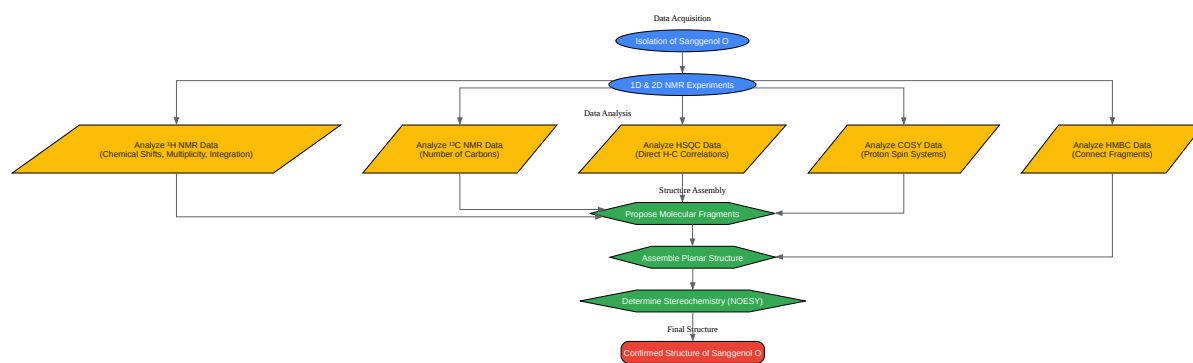 Data Acquisition
Isolation of Sanggenol O
1D & 2D NMR Experiments
Data Analysis
Analyze ¹H NMR Data
(Chemical Shifts, Multiplicity, Integration)
Analyze ¹³C NMR Data
(Number of Carbons)
Analyze HSQC Data
(Direct H-C Correlations)
Analyze COSY Data
(Proton Spin Systems)
Analyze HMBC Data
(Connect Fragments)
Structure Assembly
Propose Molecular Fragments
Assemble Planar Structure
Determine Stereochemistry (NOESY)
Final Structure
Confirmed Structure of Sanggenol O